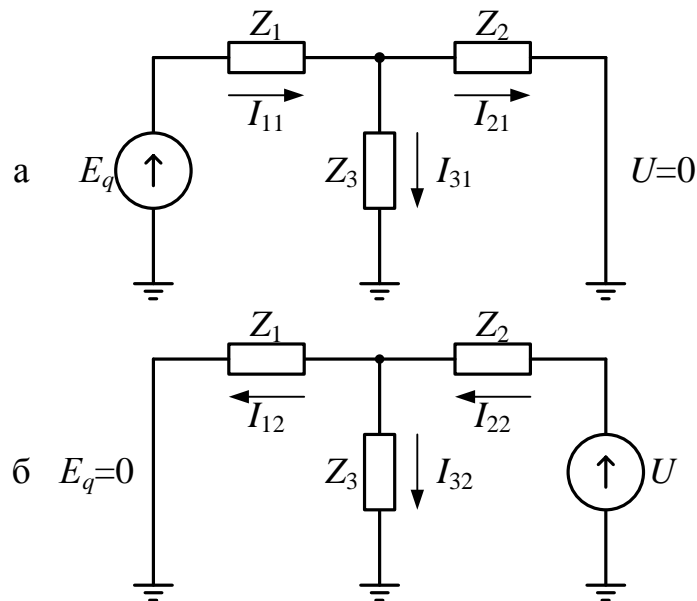 Z1 Z2
I11 I21
а Eq Z3 I31 U=0
Z1 Z2
I12 I22
б Eq=0 Z3 I32 U